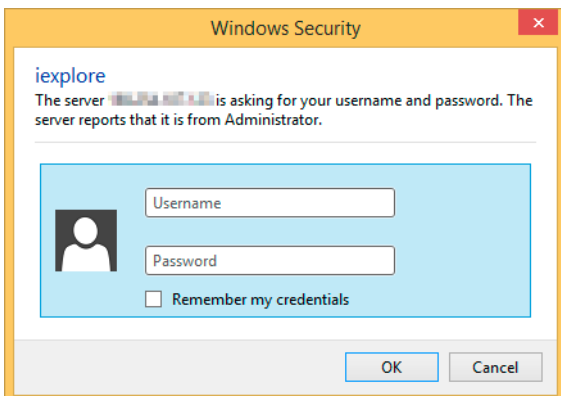 Windows Security
iexplore
The server is asking for your username and password. The
server reports that it is from Administrator.
Username
Password
Remember my credentials
OK
Cancel